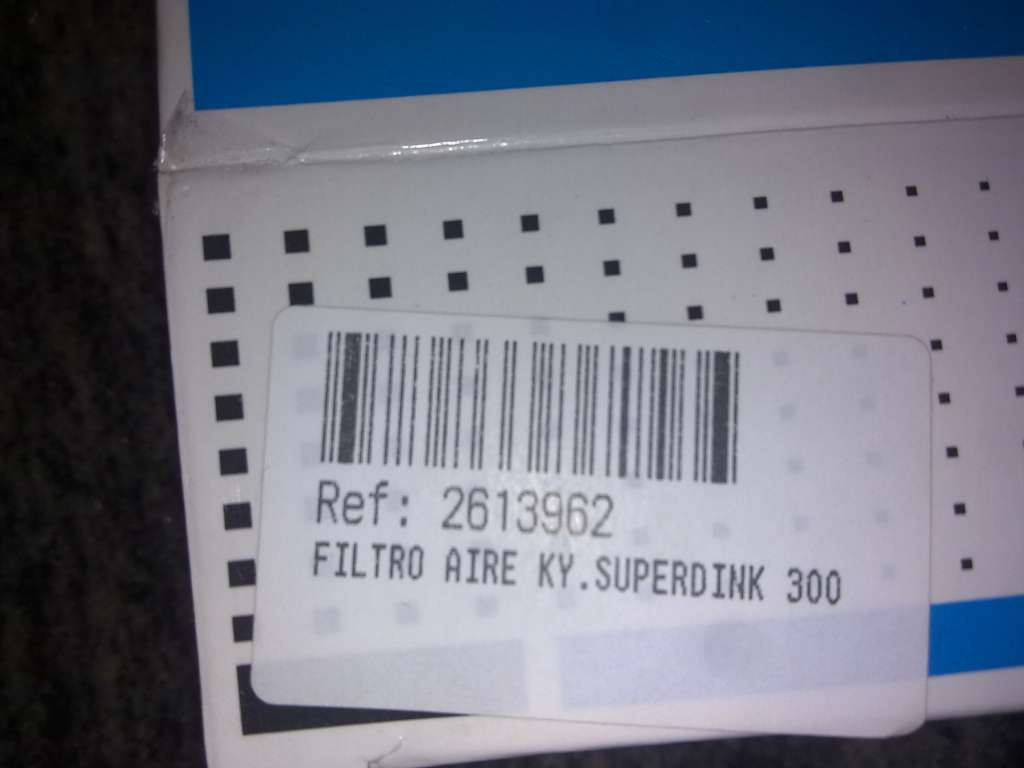 Ref: 2613962
FILTRO AIRE KY.SUPERDINK 300